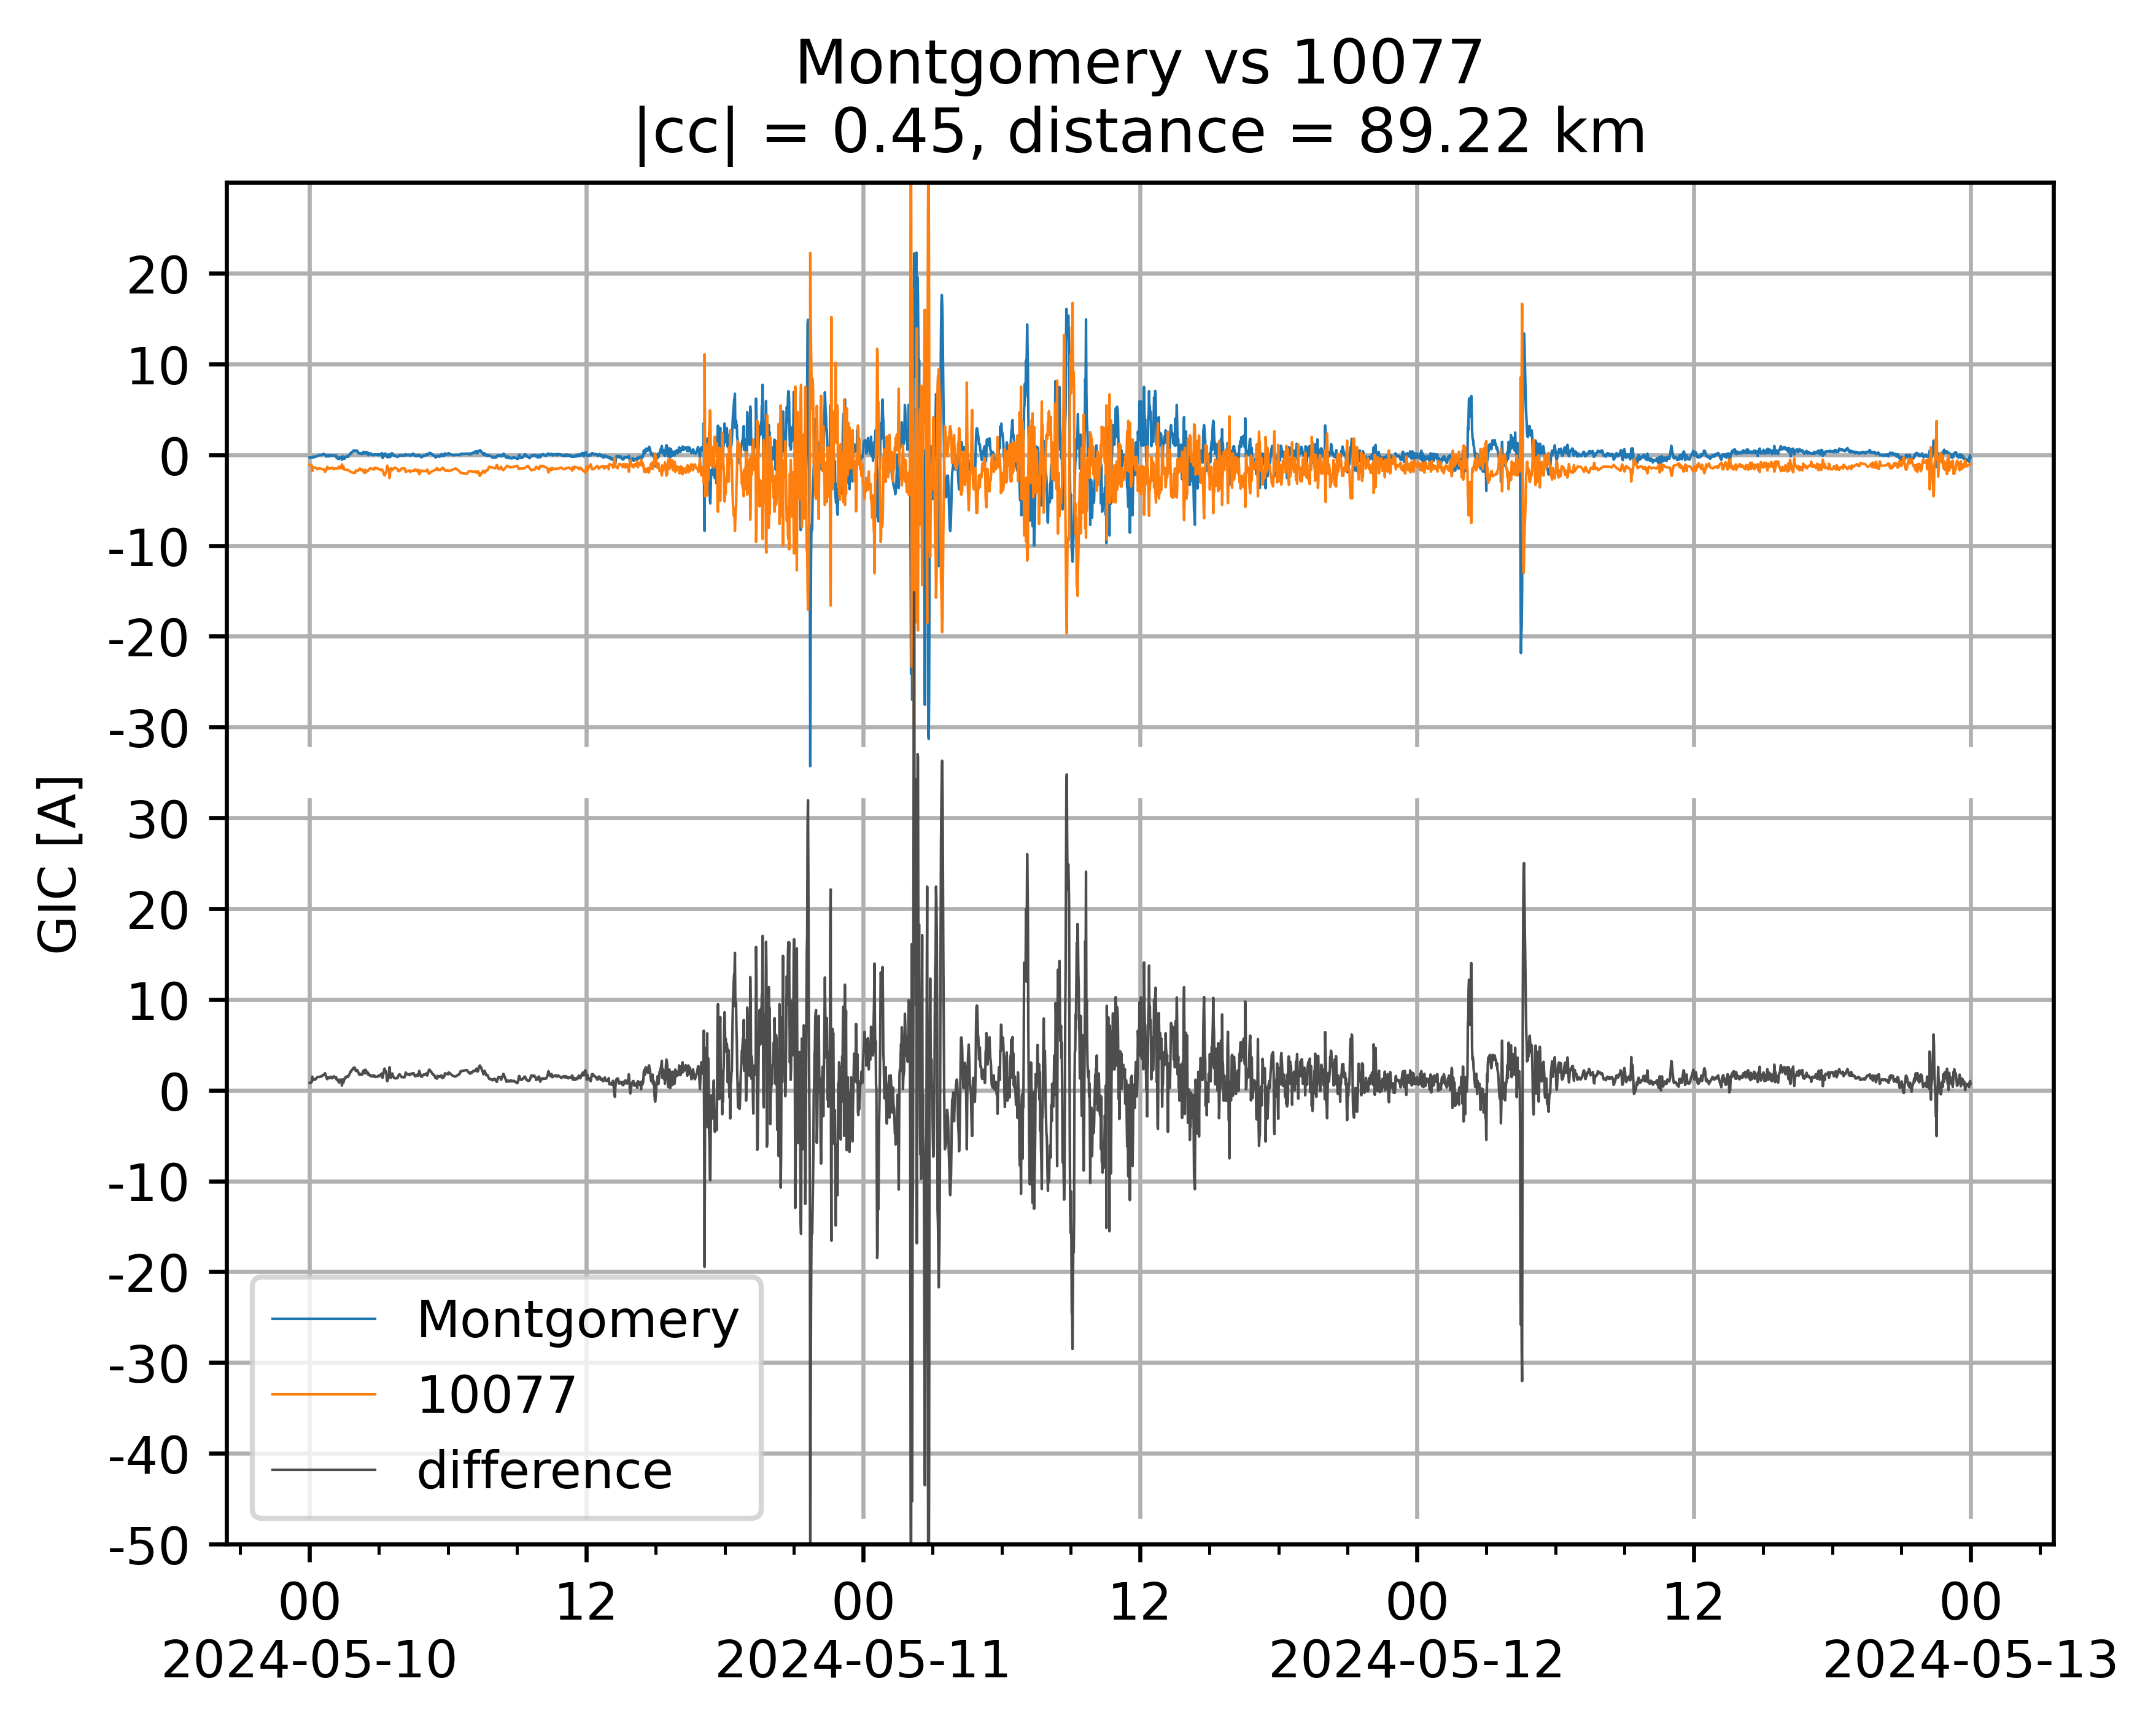 Montgomery vs 10077
|cc| = 0.45, distance = 89.22 km
GIC [A]
20
10
0
-10
-20
-30
30
20
10
0
-10
-20
-30
-40
-50
Montgomery
10077
difference
00 12 00 12 00 12 00
2024-05-10 2024-05-11 2024-05-12 2024-05-13